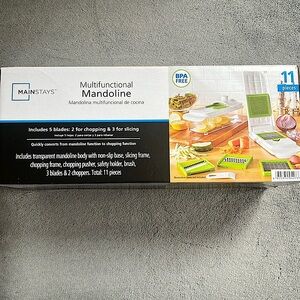 MAINSTAYS
Multifunctional
Mandoline
Mandolina multifuncional de cocina
Includes 5 blades: 2 for chopping & 3 for slicing
Quickly converts from mandoline function to chopping function
Includes transparent mandoline body with non-slip base, slicing frame,
chopping frame, chopping pusher, safety holder, brush,
3 blades & 2 choppers. Total: 11 pieces
BPA
FREE
11
pieces